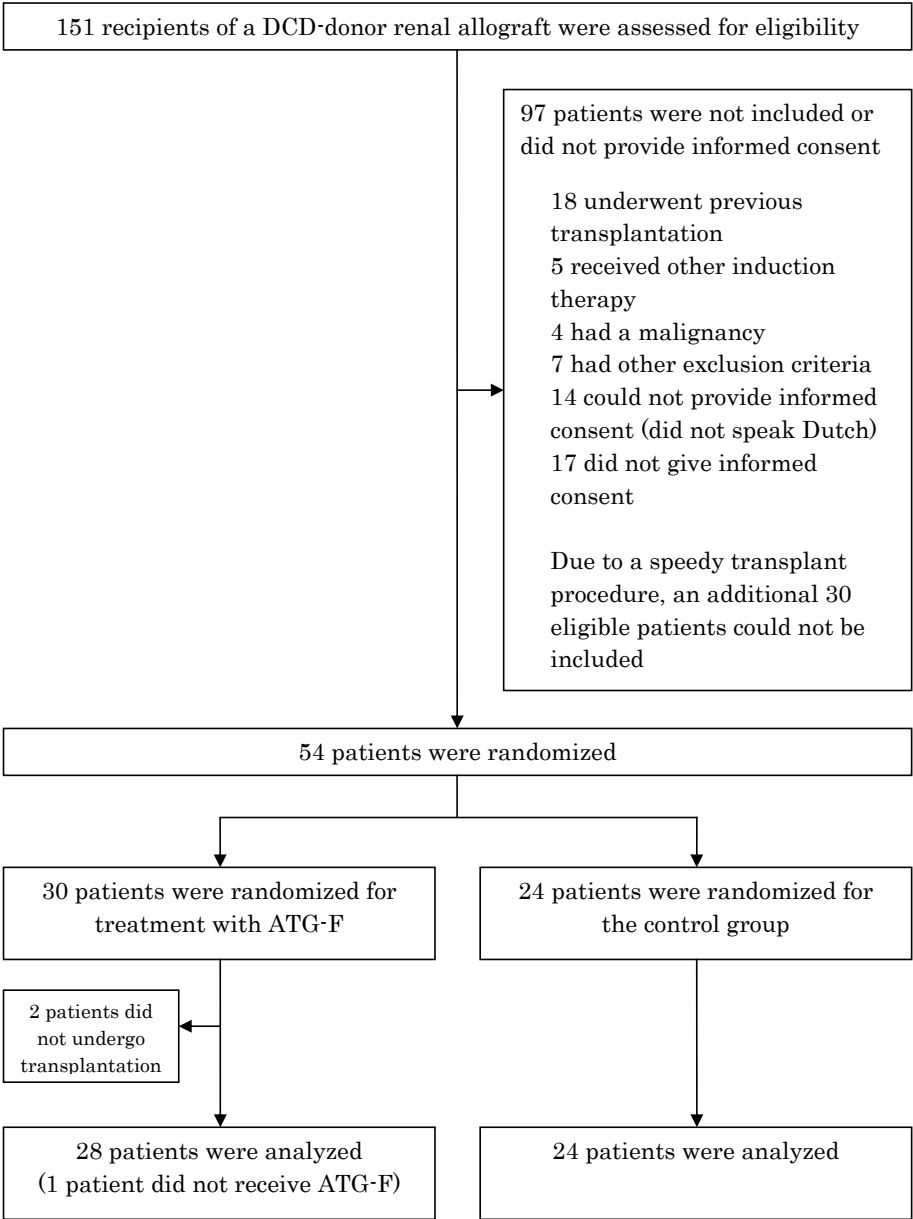 151 recipients of a DCD-donor renal allograft were assessed for eligibility
97 patients were not included or
did not provide informed consent
18 underwent previous
transplantation
5 received other induction
therapy
4 had a malignancy
7 had other exclusion criteria
14 could not provide informed
consent (did not speak Dutch)
17 did not give informed
consent
Due to a speedy transplant
procedure, an additional 30
eligible patients could not be
included
54 patients were randomized
30 patients were randomized for
treatment with ATG-F
24 patients were randomized for
the control group
2 patients did
not undergo
transplantation
28 patients were analyzed
(1 patient did not receive ATG-F)
24 patients were analyzed